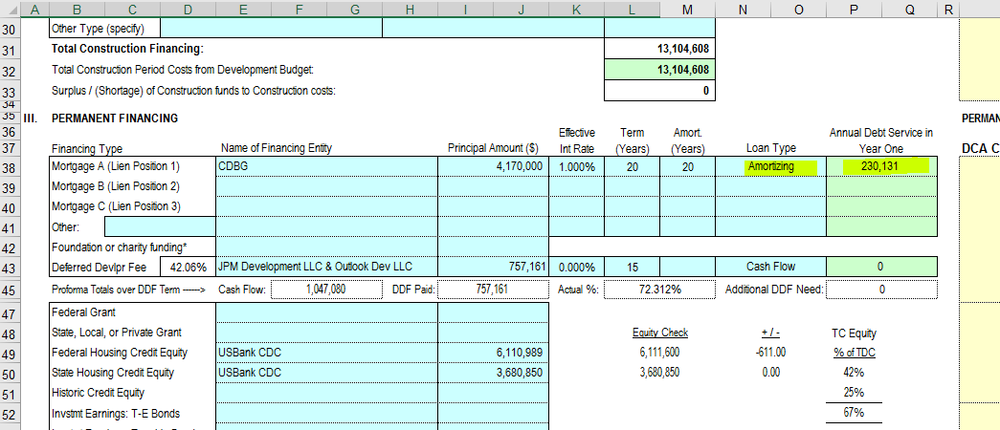 A B C D E F G H I J K L M N O P Q R
30 Other Type (specify)
31 Total Construction Financing: 13,104,608
32 Total Construction Period Costs from Development Budget: 13,104,608
33 Surplus / (Shortage) of Construction funds to Construction costs: 0
34
35 III. PERMANENT FINANCING PERMAN
36 Effective Term Amort. Annual Debt Service in
37 Financing Type Name of Financing Entity Principal Amount ($) Int Rate (Years) (Years) Loan Type Year One DCA C
38 Mortgage A (Lien Position 1) CDBG 4,170,000 1.000% 20 20 Amortizing 230,131
39 Mortgage B (Lien Position 2)
40 Mortgage C (Lien Position 3)
41 Other:
42 Foundation or charity funding*
43 Deferred Devlpr Fee 42.06% JPM Development LLC & Outlook Dev LLC 757,161 0.000% 15 Cash Flow 0
45 Proforma Totals over DDF Term -----> Cash Flow: 1,047,080 DDF Paid: 757,161 Actual %: 72.312% Additional DDF Need: 0
47 Federal Grant
48 State, Local, or Private Grant Equity Check + / - TC Equity
49 Federal Housing Credit Equity USBank CDC 6,110,989 6,111,600 -611.00 % of TDC
50 State Housing Credit Equity USBank CDC 3,680,850 3,680,850 0.00 42%
51 Historic Credit Equity 25%
52 Invstmt Earnings: T-E Bonds 67%